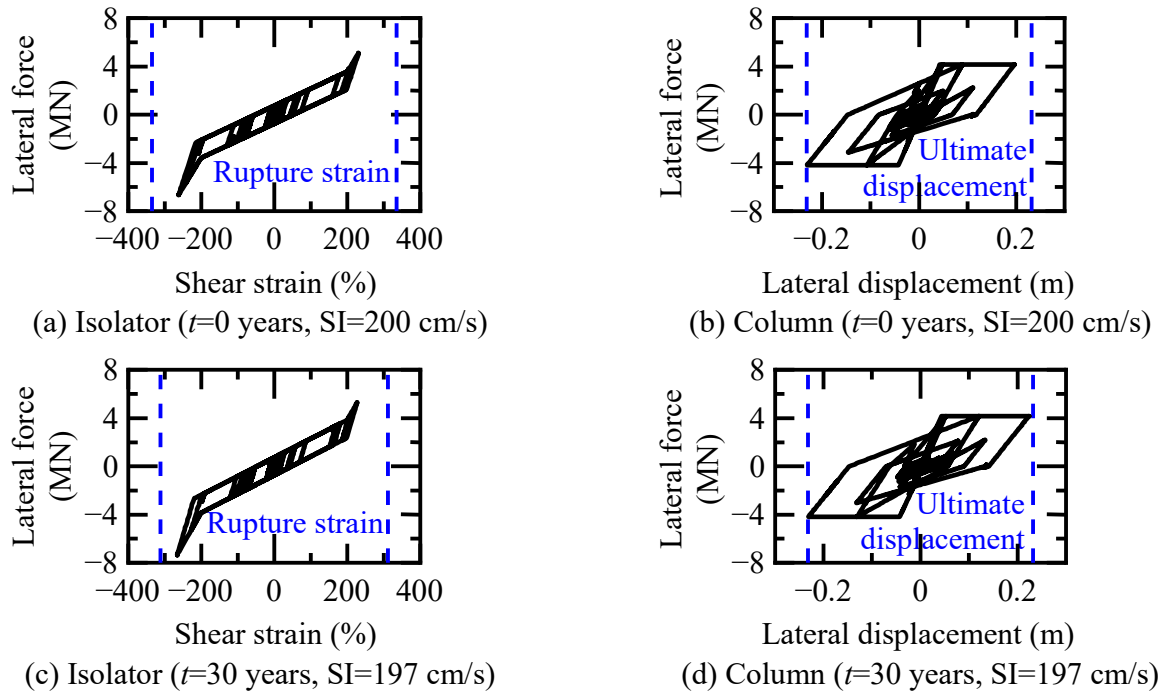 8
4
0
−4
−8
Lateral force
(MN)
Rupture strain
−400 −200 0 200 400
Shear strain (%)
(a) Isolator (t=0 years, SI=200 cm/s)
8
4
0
−4
−8
Lateral force
(MN)
Ultimate
displacement
−0.2 0 0.2
Lateral displacement (m)
(b) Column (t=0 years, SI=200 cm/s)
8
4
0
−4
−8
Lateral force
(MN)
Rupture strain
−400 −200 0 200 400
Shear strain (%)
(c) Isolator (t=30 years, SI=197 cm/s)
8
4
0
−4
−8
Lateral force
(MN)
Ultimate
displacement
−0.2 0 0.2
Lateral displacement (m)
(d) Column (t=30 years, SI=197 cm/s)